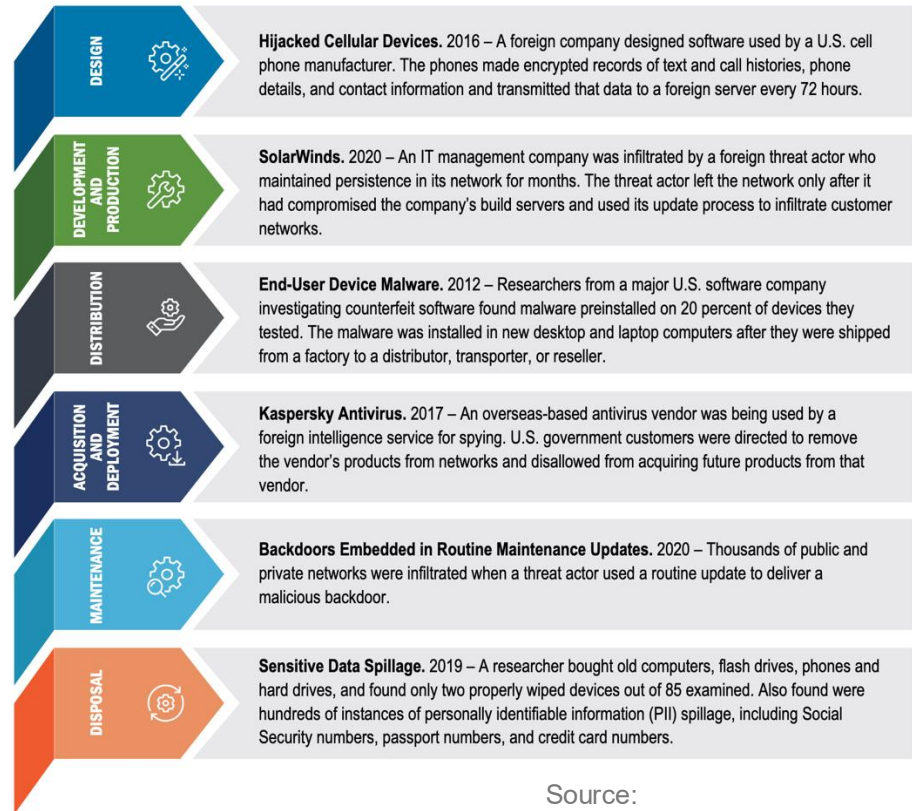 DESIGN
Hijacked Cellular Devices. 2016 – A foreign company designed software used by a U.S. cell
phone manufacturer. The phones made encrypted records of text and call histories, phone
details, and contact information and transmitted that data to a foreign server every 72 hours.
DEVELOPMENT
AND
PRODUCTION
SolarWinds. 2020 – An IT management company was infiltrated by a foreign threat actor who
maintained persistence in its network for months. The threat actor left the network only after it
had compromised the company’s build servers and used its update process to infiltrate customer
networks.
DISTRIBUTION
End-User Device Malware. 2012 – Researchers from a major U.S. software company
investigating counterfeit software found malware preinstalled on 20 percent of devices they
tested. The malware was installed in new desktop and laptop computers after they were shipped
from a factory to a distributor, transporter, or reseller.
ACQUISITION
AND
DEPLOYMENT
Kaspersky Antivirus. 2017 – An overseas-based antivirus vendor was being used by a
foreign intelligence service for spying. U.S. government customers were directed to remove
the vendor’s products from networks and disallowed from acquiring future products from that
vendor.
MAINTENANCE
Backdoors Embedded in Routine Maintenance Updates. 2020 – Thousands of public and
private networks were infiltrated when a threat actor used a routine update to deliver a
malicious backdoor.
DISPOSAL
Sensitive Data Spillage. 2019 – A researcher bought old computers, flash drives, phones and
hard drives, and found only two properly wiped devices out of 85 examined. Also found were
hundreds of instances of personally identifiable information (PII) spillage, including Social
Security numbers, passport numbers, and credit card numbers.
Source: